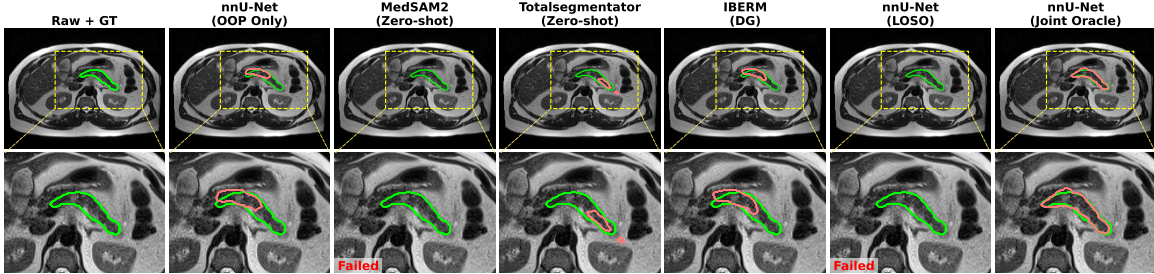 Raw + GT
nnU-Net
(OOP Only)
MedSAM2
(Zero-shot)
Totalsegmentator
(Zero-shot)
IBERM
(DG)
nnU-Net
(LOSO)
nnU-Net
(Joint Oracle)
Failed
Failed